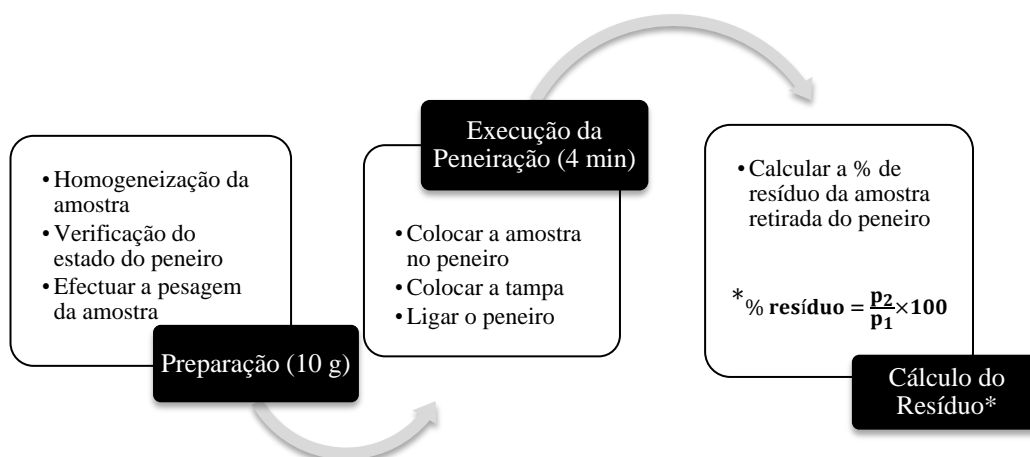 • Homogeneização da
amostra
• Verificação do
estado do peneiro
• Efectuar a pesagem
da amostra
Preparação (10 g)
Execução da
Peneiração (4 min)
• Colocar a amostra
no peneiro
• Colocar a tampa
• Ligar o peneiro
• Calcular a % de
resíduo da amostra
retirada do peneiro
*% resíduo = p₂/p₁ ×100
Cálculo do
Resíduo*